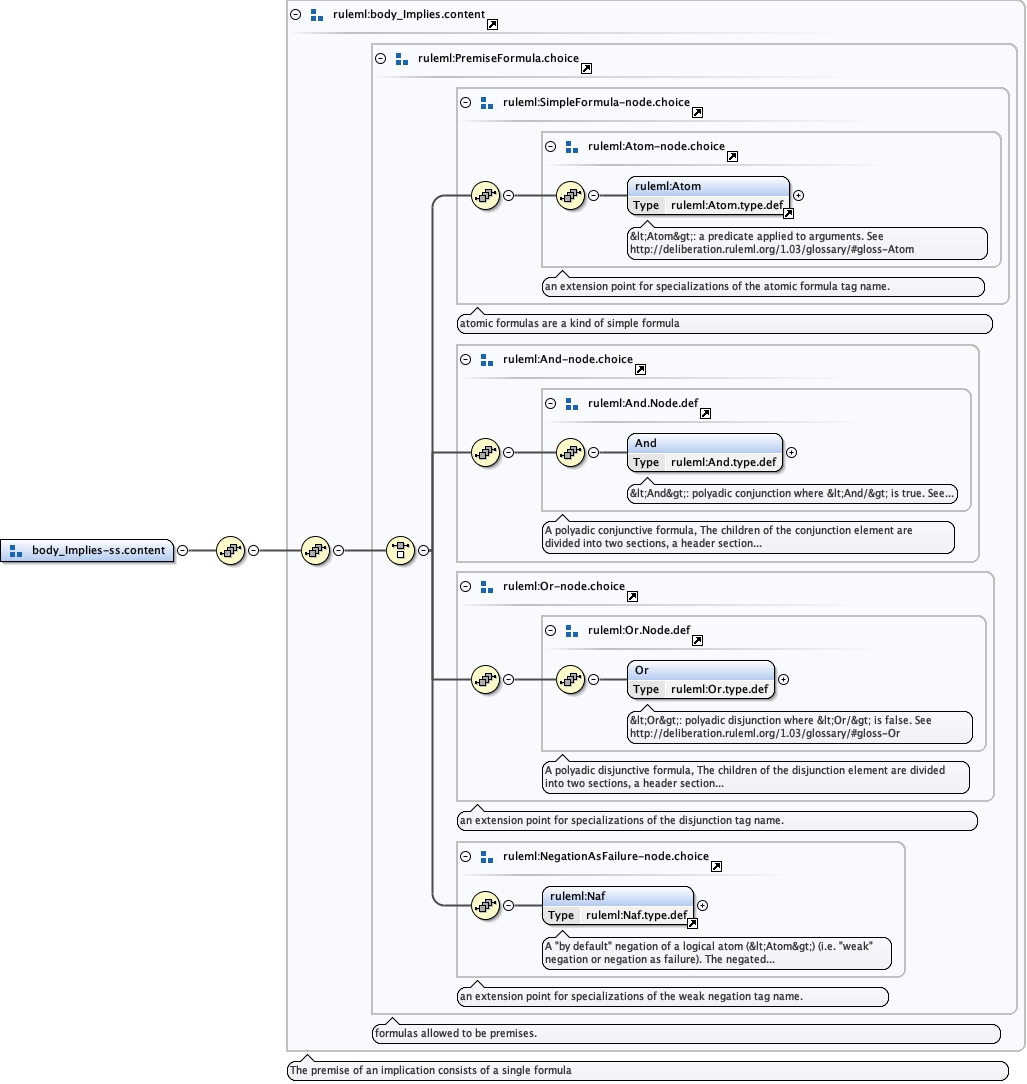 ruleml:body_Implies.content
ruleml:PremiseFormula.choice
ruleml:SimpleFormula-node.choice
ruleml:Atom-node.choice
ruleml:Atom
Type ruleml:Atom.type.def
&lt;Atom&gt;: a predicate applied to arguments. See
http://deliberation.ruleml.org/1.03/glossary/#gloss-Atom
an extension point for specializations of the atomic formula tag name.
atomic formulas are a kind of simple formula
ruleml:And-node.choice
ruleml:And.Node.def
And
Type ruleml:And.type.def
&lt;And&gt;: polyadic conjunction where &lt;And/&gt; is true. See...
A polyadic conjunctive formula, The children of the conjunction element are
divided into two sections, a header section...
body_Implies-ss.content
ruleml:Or-node.choice
ruleml:Or.Node.def
Or
Type ruleml:Or.type.def
&lt;Or&gt;: polyadic disjunction where &lt;Or/&gt; is false. See
http://deliberation.ruleml.org/1.03/glossary/#gloss-Or
A polyadic disjunctive formula, The children of the disjunction element are divided
into two sections, a header section...
an extension point for specializations of the disjunction tag name.
ruleml:NegationAsFailure-node.choice
ruleml:Naf
Type ruleml:Naf.type.def
A "by default" negation of a logical atom (&lt;Atom&gt;) (i.e. "weak"
negation or negation as failure). The negated...
an extension point for specializations of the weak negation tag name.
formulas allowed to be premises.
The premise of an implication consists of a single formula